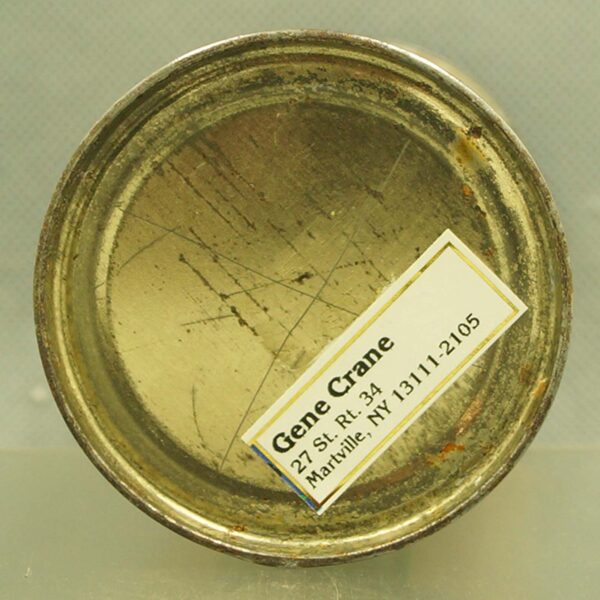 Gene Crane
27 St. Rt. 34
Martville, NY 13111-2105